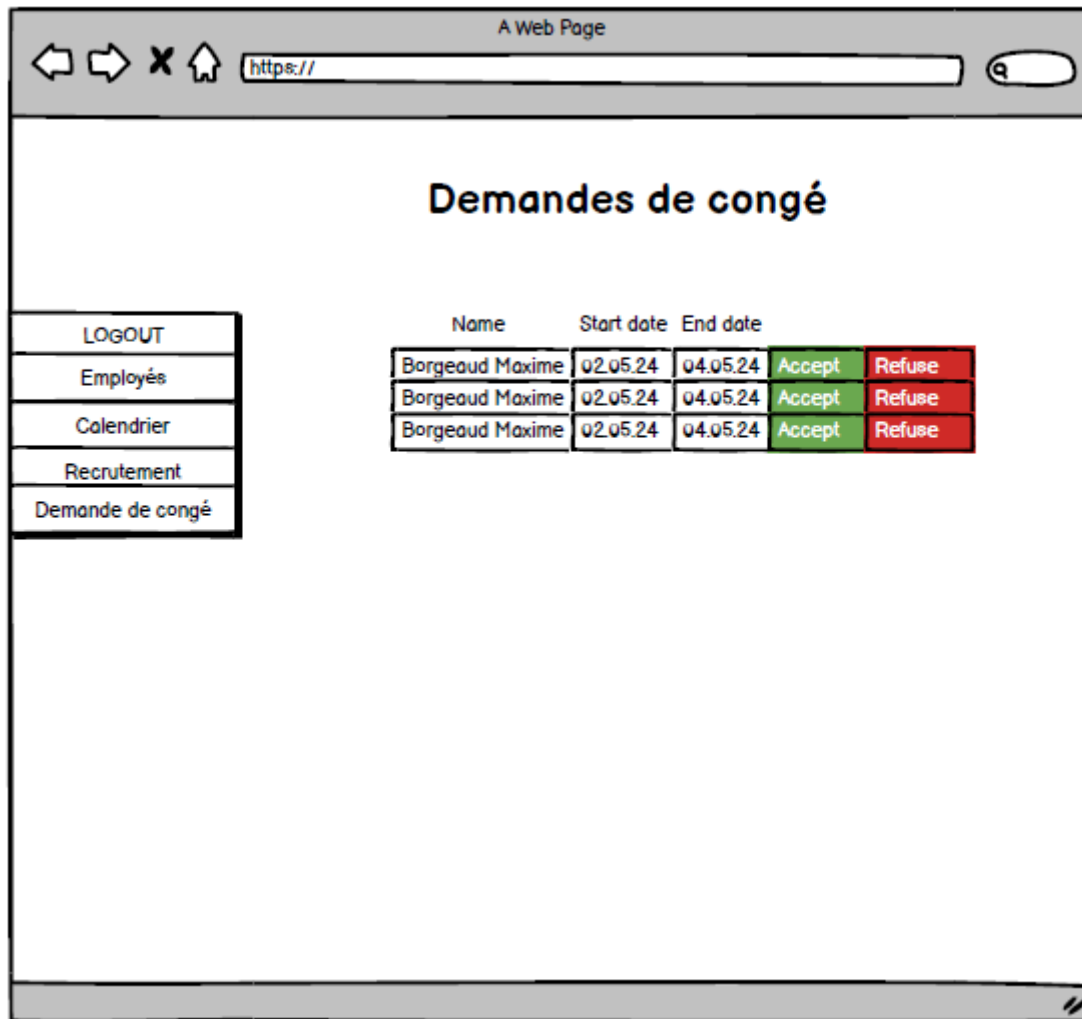 A Web Page
https://
Demandes de congé
LOGOUT
Employés
Calendrier
Recrutement
Demande de congé
Name Start date End date
Borgeaud Maxime 02.05.24 04.05.24 Accept Refuse
Borgeaud Maxime 02.05.24 04.05.24 Accept Refuse
Borgeaud Maxime 02.05.24 04.05.24 Accept Refuse